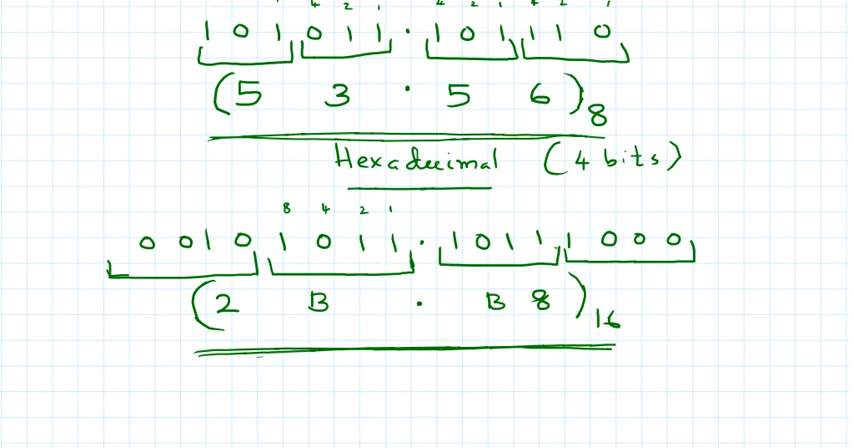 4 2 1 4 2 1 4 2 1
1 0 1 0 1 1 . 1 0 1 1 1 0
(5 3 . 5 6)8
Hexadecimal (4 bits)
8 4 2 1
0 0 1 0 1 0 1 1 . 1 0 1 1 1 0 0 0
(2 B . B 8)16